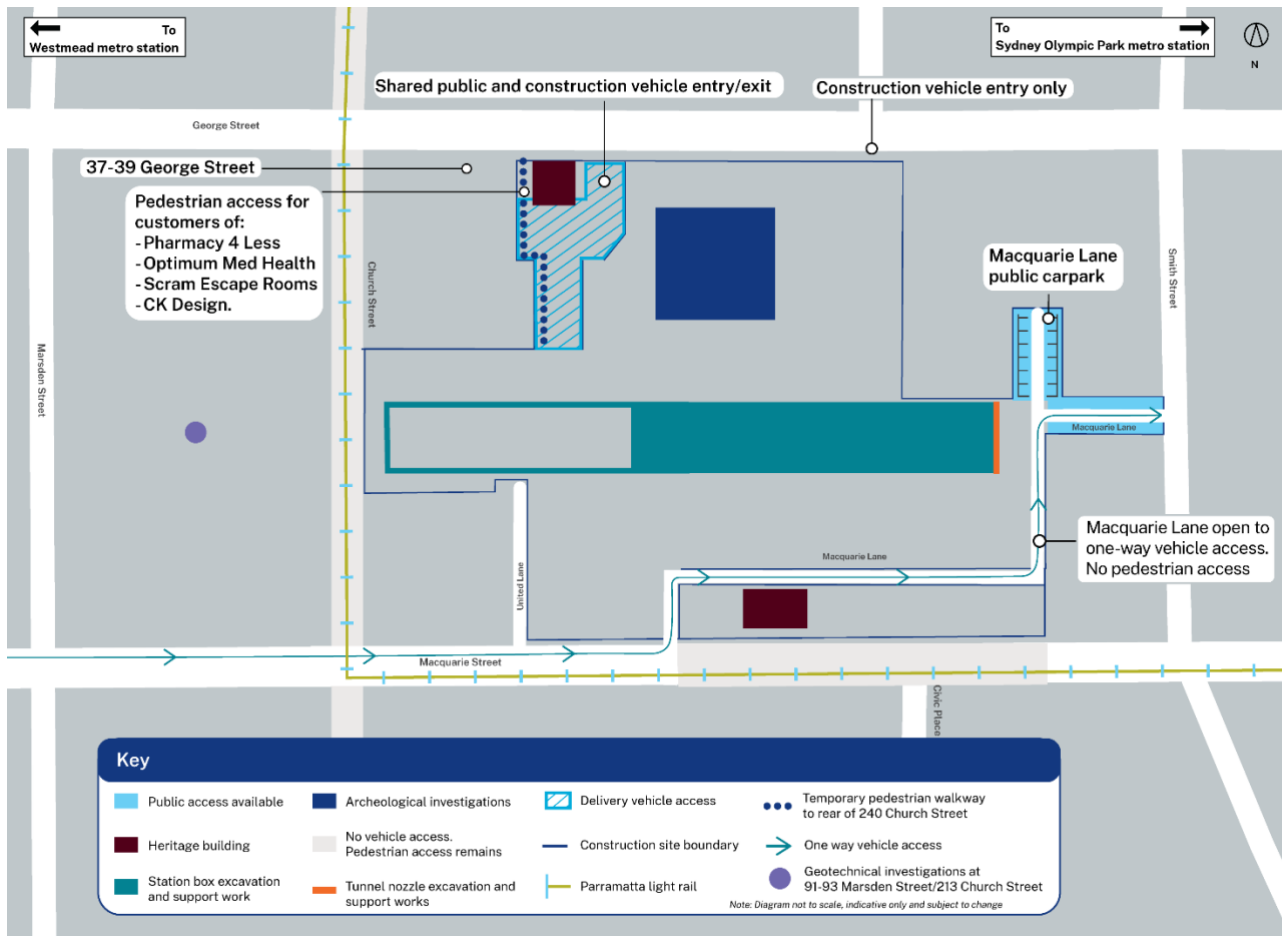 To
Westmead metro station
To
Sydney Olympic Park metro station
N
Shared public and construction vehicle entry/exit
Construction vehicle entry only
George Street
37-39 George Street
Pedestrian access for
customers of:
- Pharmacy 4 Less
- Optimum Med Health
- Scram Escape Rooms
- CK Design.
Church Street
Marsden Street
Smith Street
Macquarie Lane
public carpark
Macquarie Lane
Macquarie Lane open to
one-way vehicle access.
No pedestrian access
Macquarie Lane
United Lane
Macquarie Street
Civic Place
Key
Public access available
Archeological investigations
Delivery vehicle access
Temporary pedestrian walkway
to rear of 240 Church Street
Heritage building
No vehicle access.
Pedestrian access remains
Construction site boundary
One way vehicle access
Station box excavation
and support work
Tunnel nozzle excavation and
support works
Parramatta light rail
Geotechnical investigations at
91-93 Marsden Street/213 Church Street
Note: Diagram not to scale, indicative only and subject to change